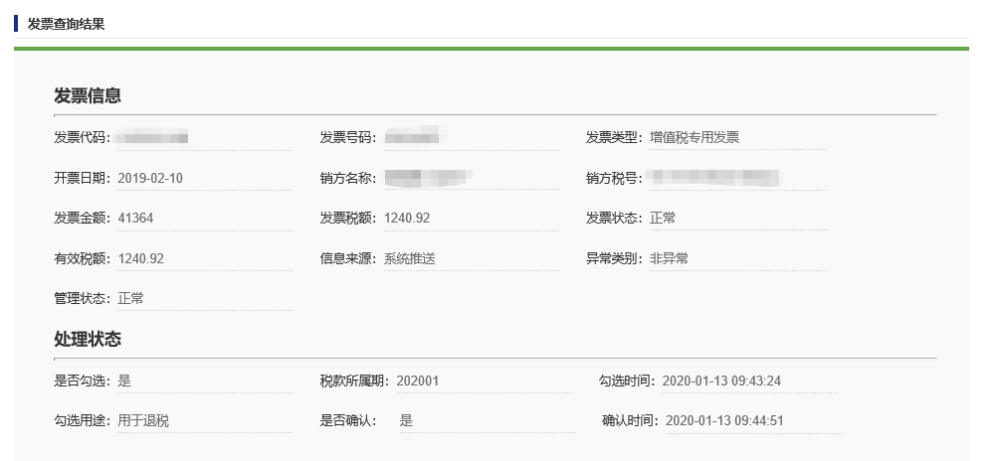 发票查询结果
发票信息
发票代码： 发票号码： 发票类型： 增值税专用发票
开票日期： 2019-02-10 销方名称： 销方税号：
发票金额： 41364 发票税额： 1240.92 发票状态： 正常
有效税额： 1240.92 信息来源： 系统推送 异常类别： 非异常
管理状态： 正常
处理状态
是否勾选： 是 税款所属期： 202001 勾选时间： 2020-01-13 09:43:24
勾选用途： 用于退税 是否确认： 是 确认时间： 2020-01-13 09:44:51